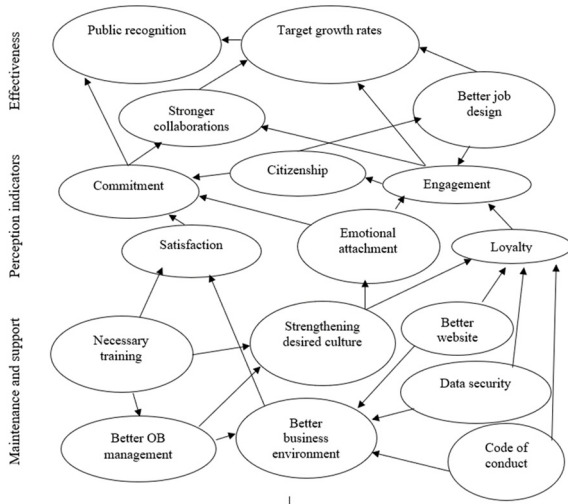 Effectiveness
Public recognition
Target growth rates
Stronger
collaborations
Better job
design
Perception indicators
Commitment
Citizenship
Engagement
Satisfaction
Emotional
attachment
Loyalty
Maintenance and support
Necessary
training
Strengthening
desired culture
Better
website
Data security
Better OB
management
Better
business
environment
Code of
conduct